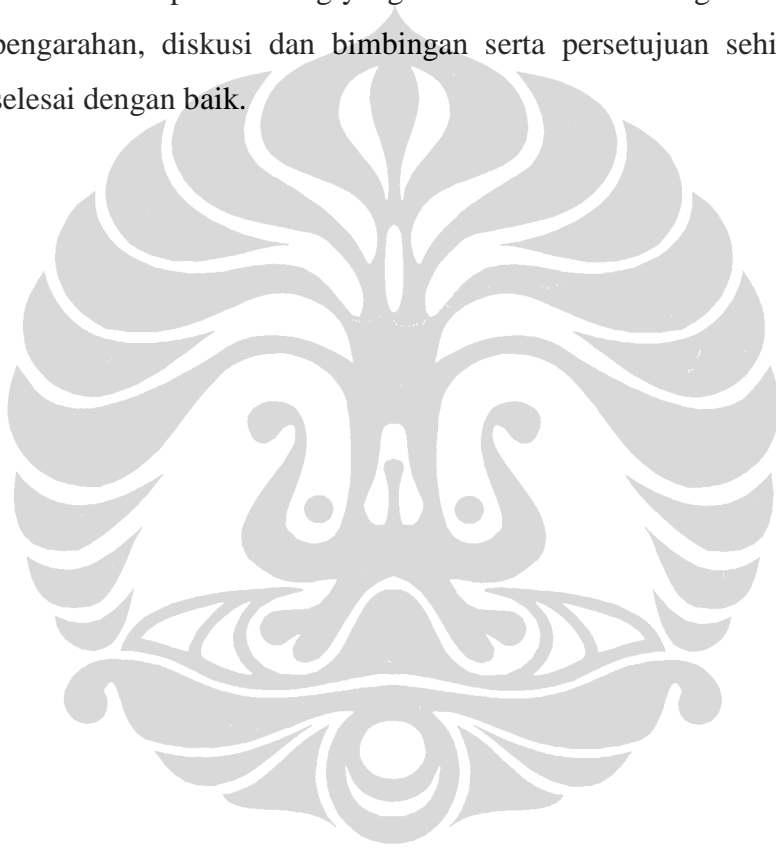 pengarahan, diskusi dan bimbingan serta persetujuan sehi
selesai dengan baik.